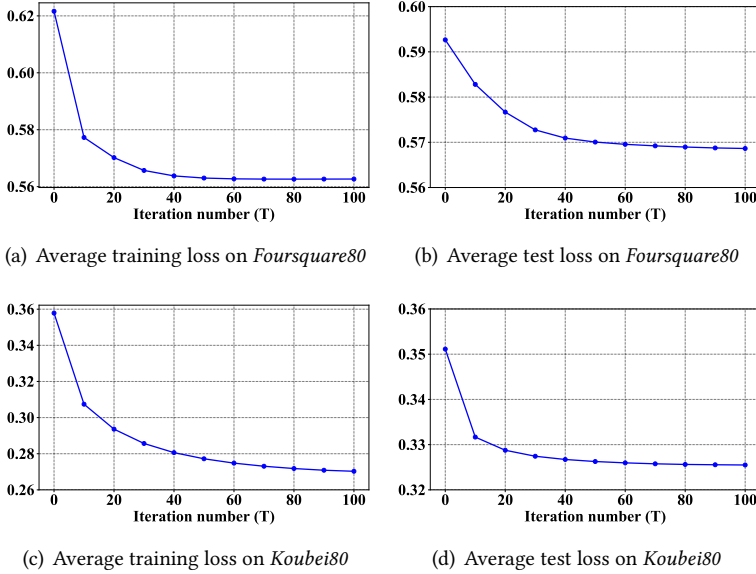 0.62
0.60
0.58
0.56
0 20 40 60 80 100
Iteration number (T)
(a) Average training loss on Foursquare80
0.60
0.59
0.58
0.57
0.56
0 20 40 60 80 100
Iteration number (T)
(b) Average test loss on Foursquare80
0.36
0.34
0.32
0.30
0.28
0.26
0 20 40 60 80 100
Iteration number (T)
(c) Average training loss on Koubei80
0.36
0.35
0.34
0.33
0.32
0 20 40 60 80 100
Iteration number (T)
(d) Average test loss on Koubei80